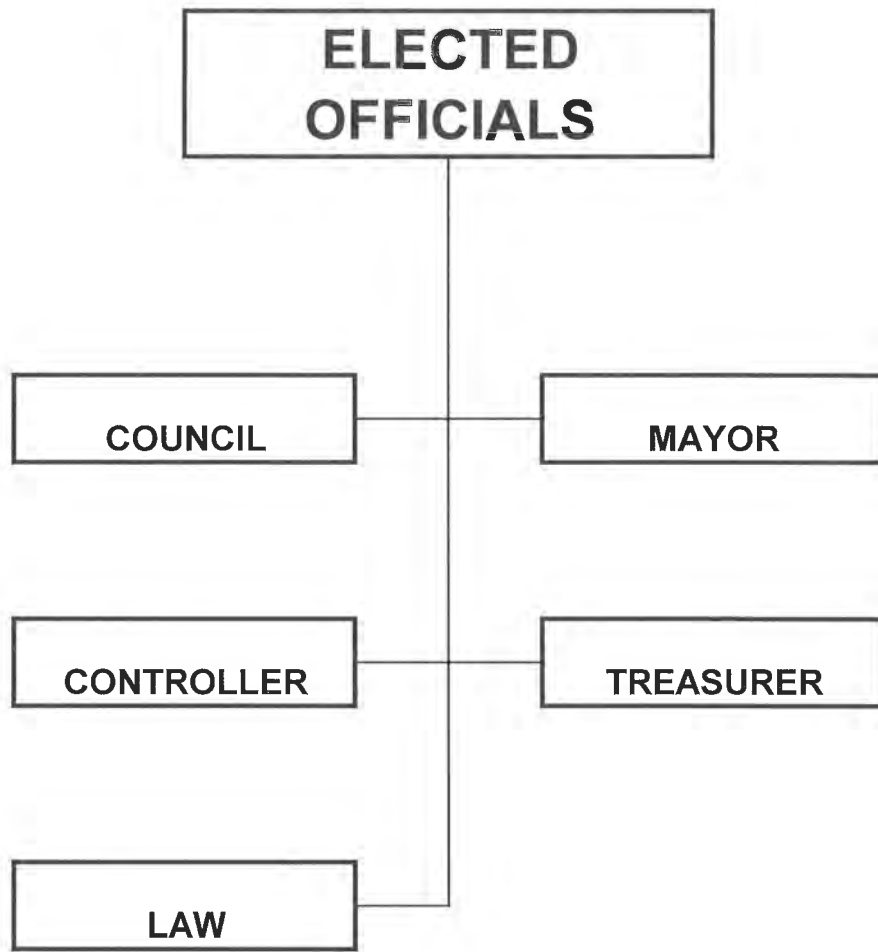 ELECTED
OFFICIALS
COUNCIL
MAYOR
CONTROLLER
TREASURER
LAW